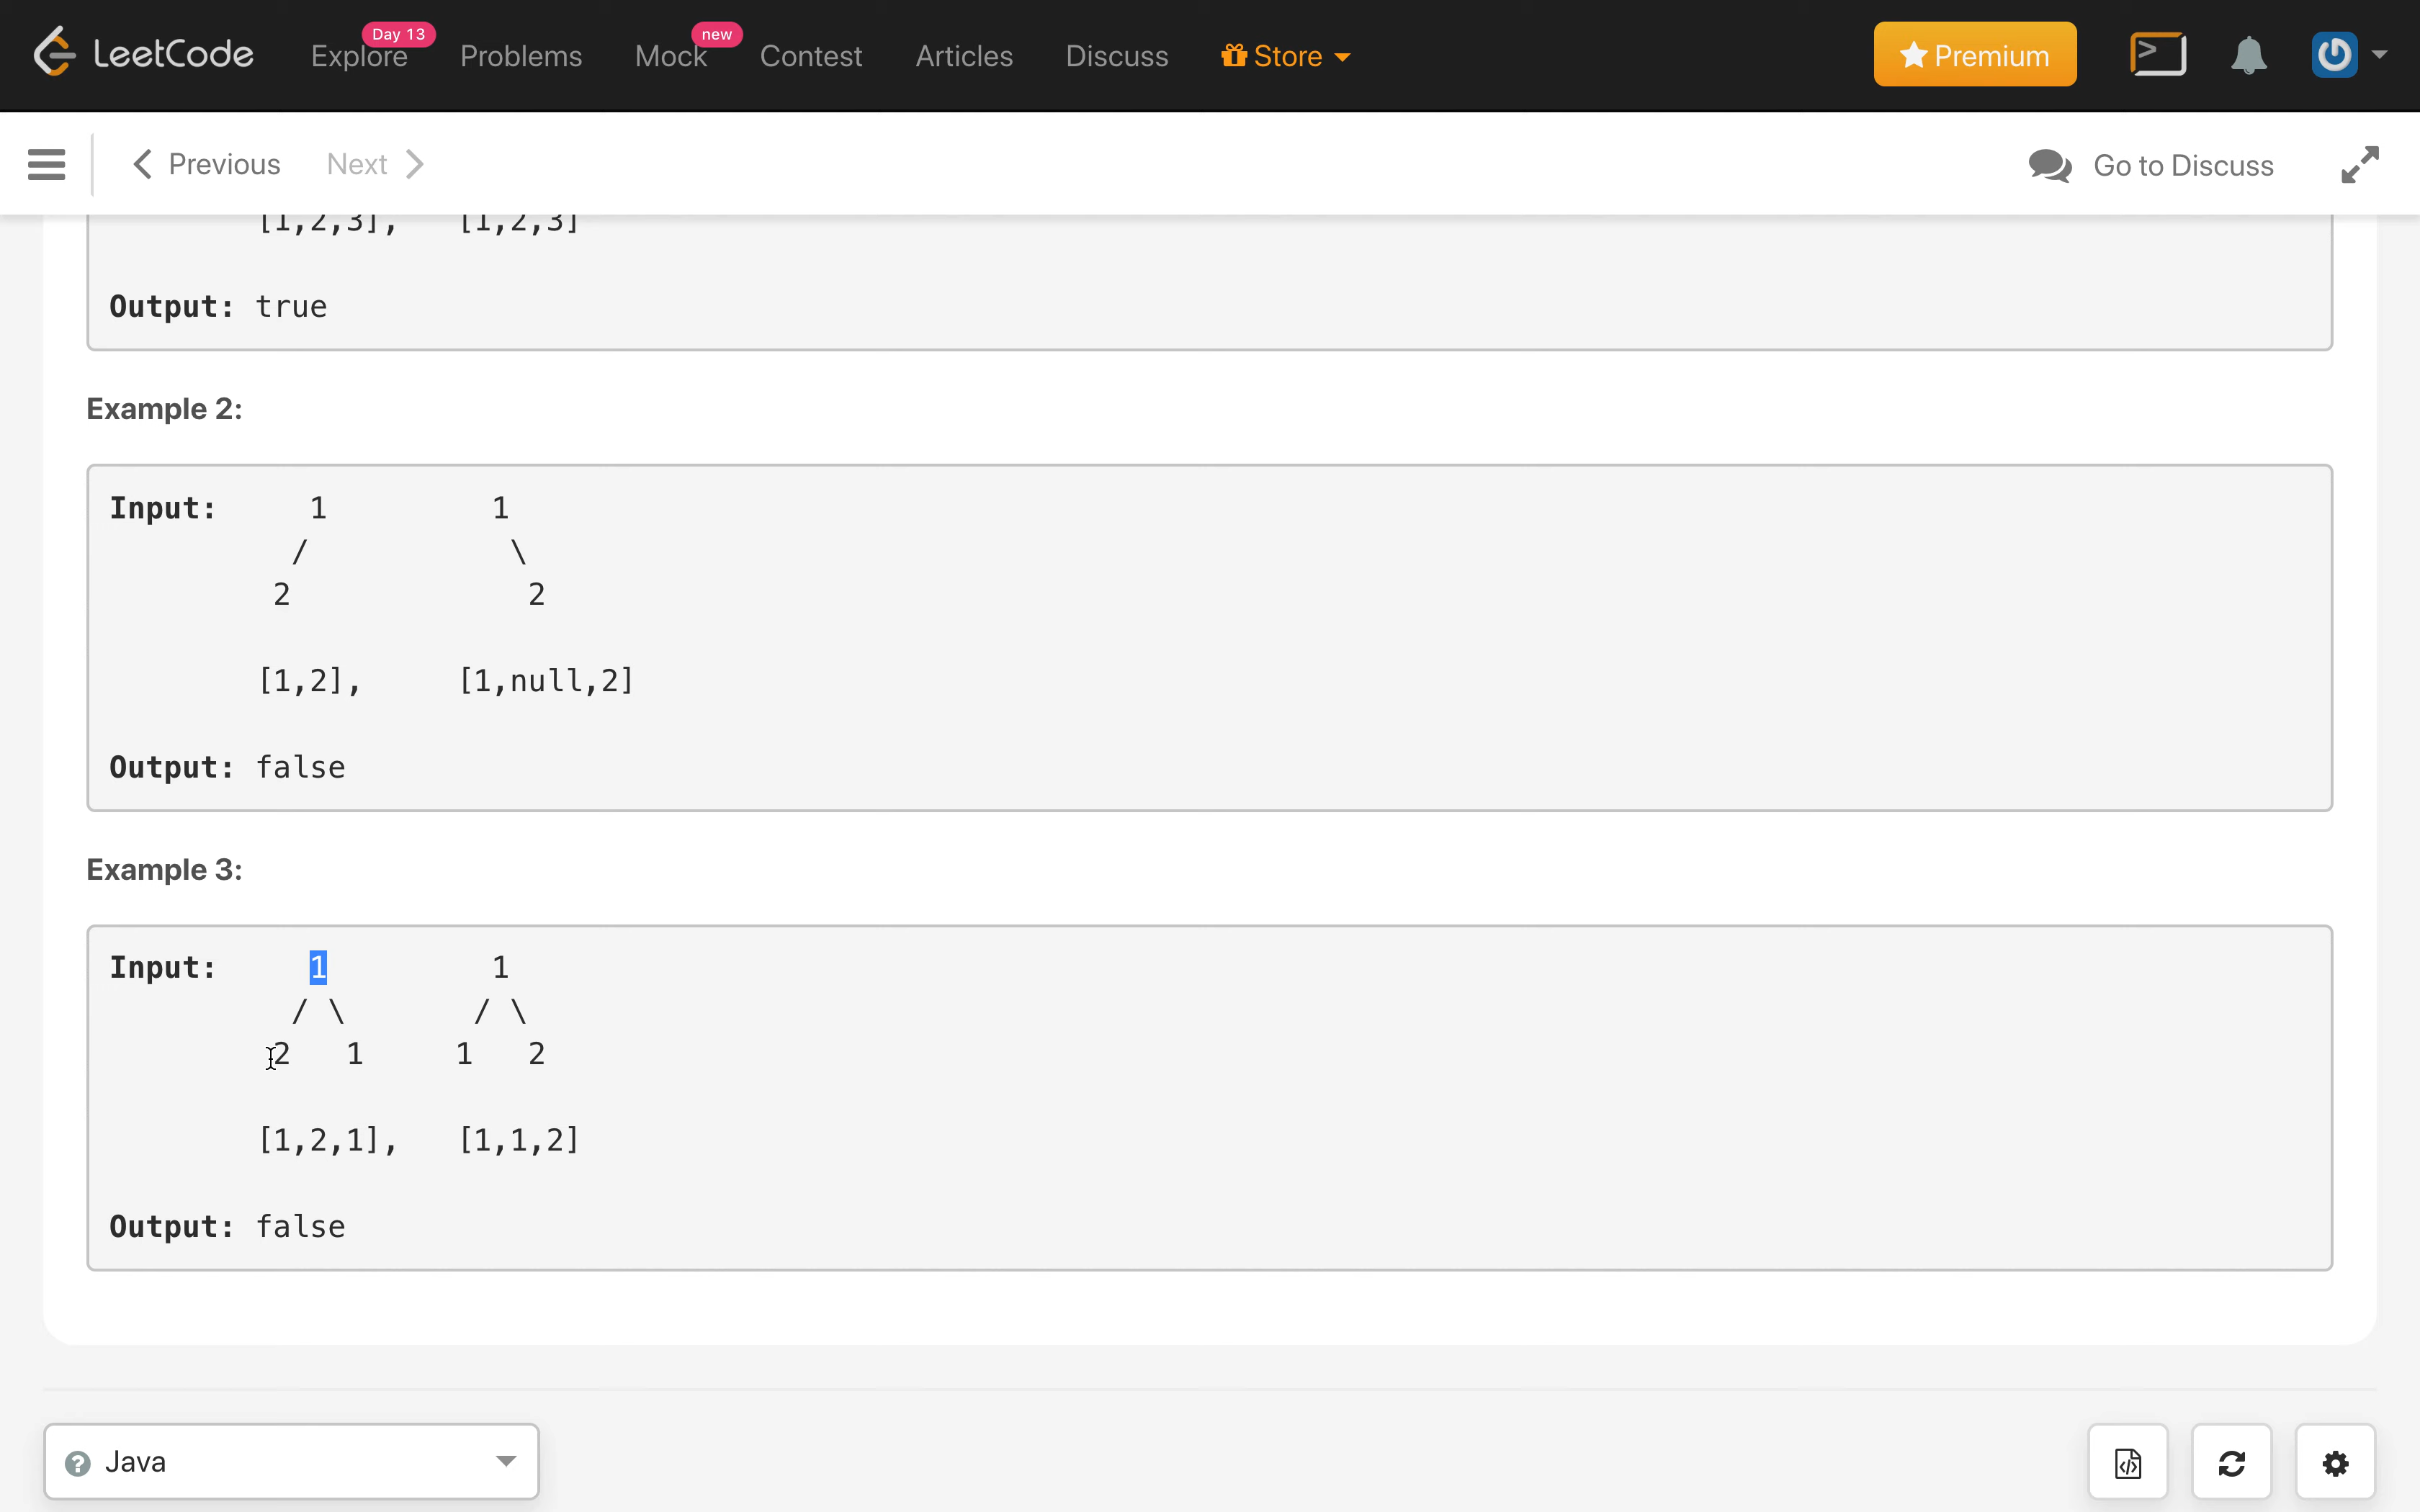 LeetCode Explore Day 13 Problems Mock new Contest Articles Discuss Store Premium
Previous Next Go to Discuss
[1,2,3], [1,2,3]
Output: true
Example 2:
Input: 1 1
/ \
2 2
[1,2], [1,null,2]
Output: false
Example 3:
Input: 1 1
/ \ / \
2 1 1 2
[1,2,1], [1,1,2]
Output: false
? Java